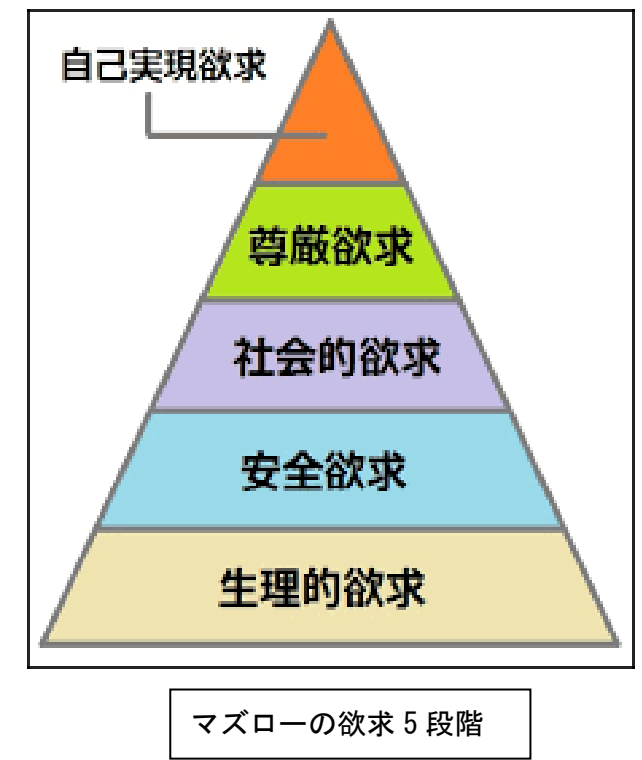 自己実現欲求
尊厳欲求
社会的欲求
安全欲求
生理的欲求
マズローの欲求5段階